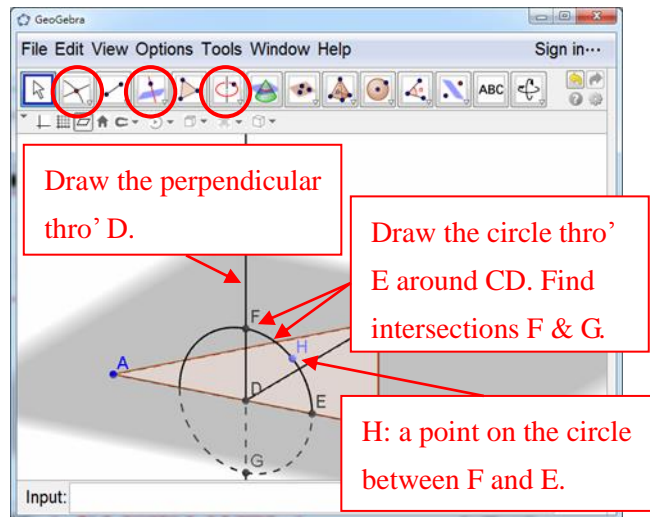 GeoGebra
File Edit View Options Tools Window Help Sign in...
ABC
Draw the perpendicular
thro' D.
Draw the circle thro'
E around CD. Find
intersections F & G.
F
H
A
D
E
H: a point on the circle
between F and E.
G
Input: